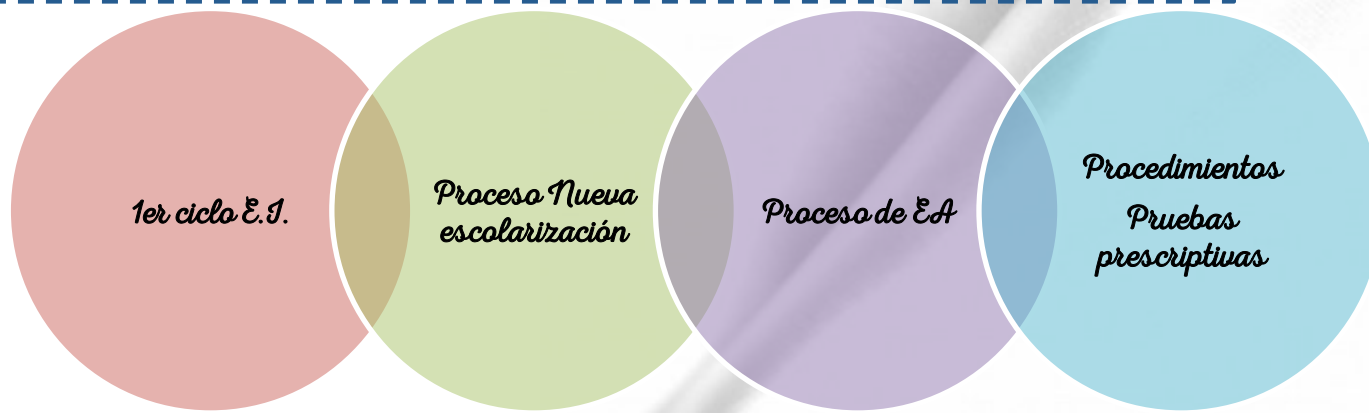 1er ciclo E.I.
Proceso Nueva
escolarización
Proceso de EA
Procedimientos
Pruebas
prescriptivas